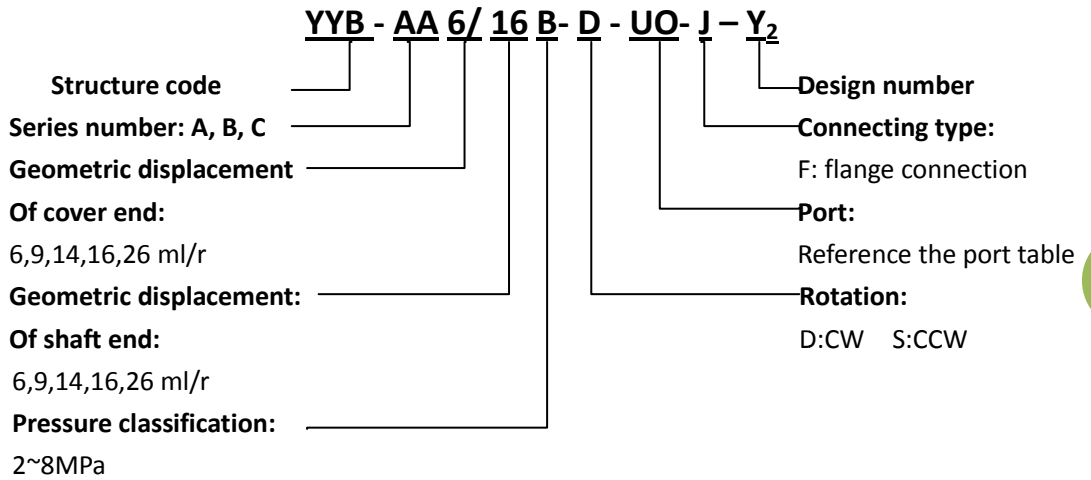 YYB - AA 6/ 16 B- D - UO- J – Y₂
Structure code
Series number: A, B, C
Geometric displacement
Of cover end:
6,9,14,16,26 ml/r
Geometric displacement:
Of shaft end:
6,9,14,16,26 ml/r
Pressure classification:
2~8MPa
Design number
Connecting type:
F: flange connection
Port:
Reference the port table
Rotation:
D:CW S:CCW